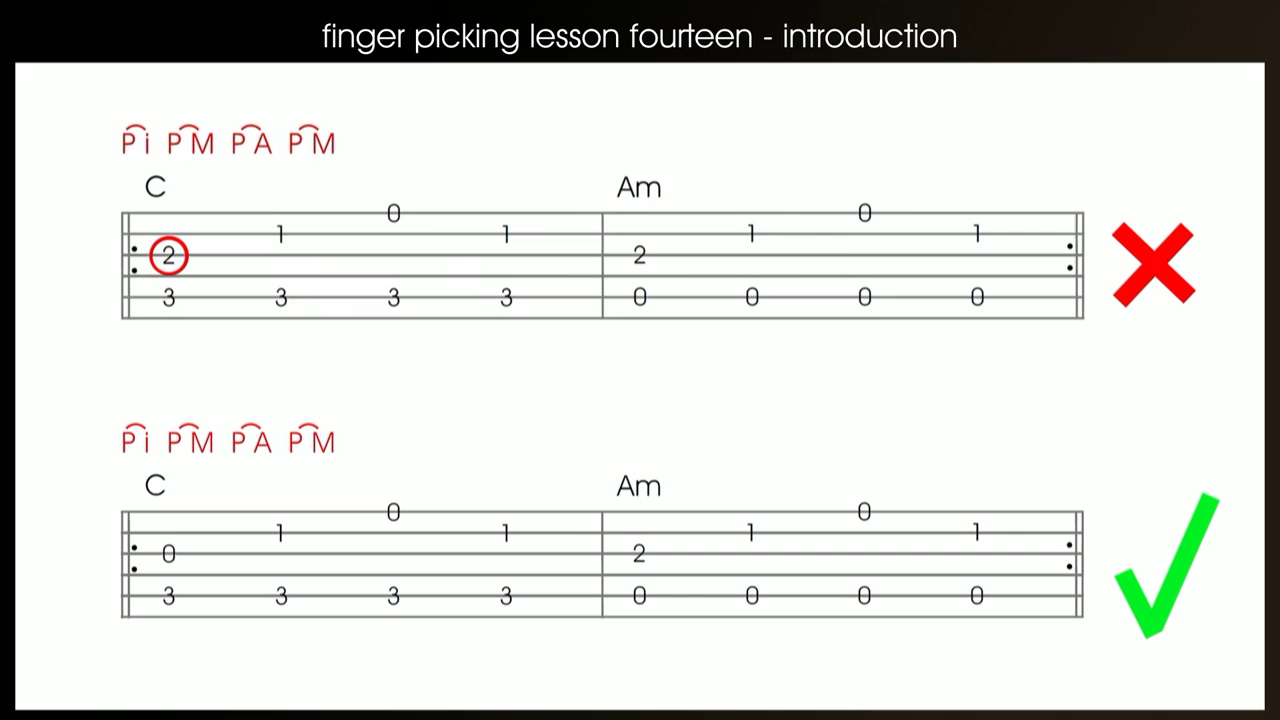 finger picking lesson fourteen - introduction
Pi PM PA PM
C Am
0 0
1 1 1 1
2 2
3 3 3 3 0 0 0 0
Pi PM PA PM
C Am
0 0
1 1 1 1
0 2
3 3 3 3 0 0 0 0